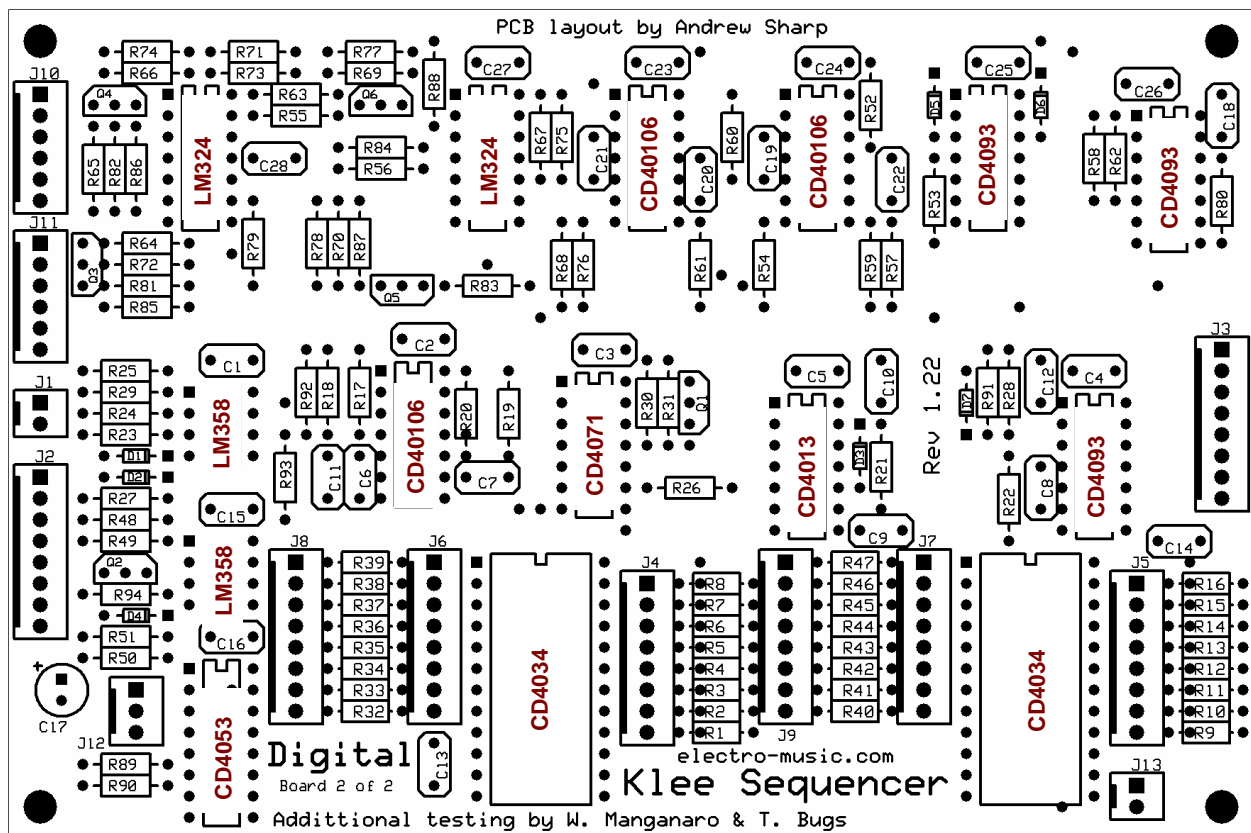 PCB layout by Andrew Sharp
R74
R66
R71
R73
R77
R69
R88
C27
C23
C24
R52
D5
C25
D6
C26
C18
J10
Q4
R63
R55
Q6
LM324
C28
R84
R56
LM324
R67
R75
C21
CD40106
C20
R60
C19
CD40106
C22
R53
CD4093
R58
R62
CD4093
R80
R65
R82
R86
J11
Q3
R64
R72
R81
R85
R79
R78
R70
R87
Q5
R83
R68
R76
R61
R54
R59
R57
J3
C1
C2
C3
C5
C10
Rev 1.22
D7
R91
R28
C12
C4
R25
R29
R24
R23
J1
LM358
R92
R18
R17
CD40106
R20
R19
CD4071
R30
R31
Q1
CD4013
D3
R21
CD4093
D1
D2
J2
R93
C11
C6
C7
R26
R22
C8
R27
R48
R49
C15
C9
C14
Q2
R94
D4
R51
R50
LM358
C16
J8
R39
R38
R37
R36
R35
R34
R33
R32
J6
CD4034
J4
R8
R7
R6
R5
R4
R3
R2
R1
J9
R47
R46
R45
R44
R43
R42
R41
R40
J7
CD4034
J5
R16
R15
R14
R13
R12
R11
R10
R9
+
C17
J12
CD4053
R89
R90
Digital
Board 2 of 2
C13
electro-music.com
Klee Sequencer
J13
Addittional testing by W. Manganaro & T. Bugs